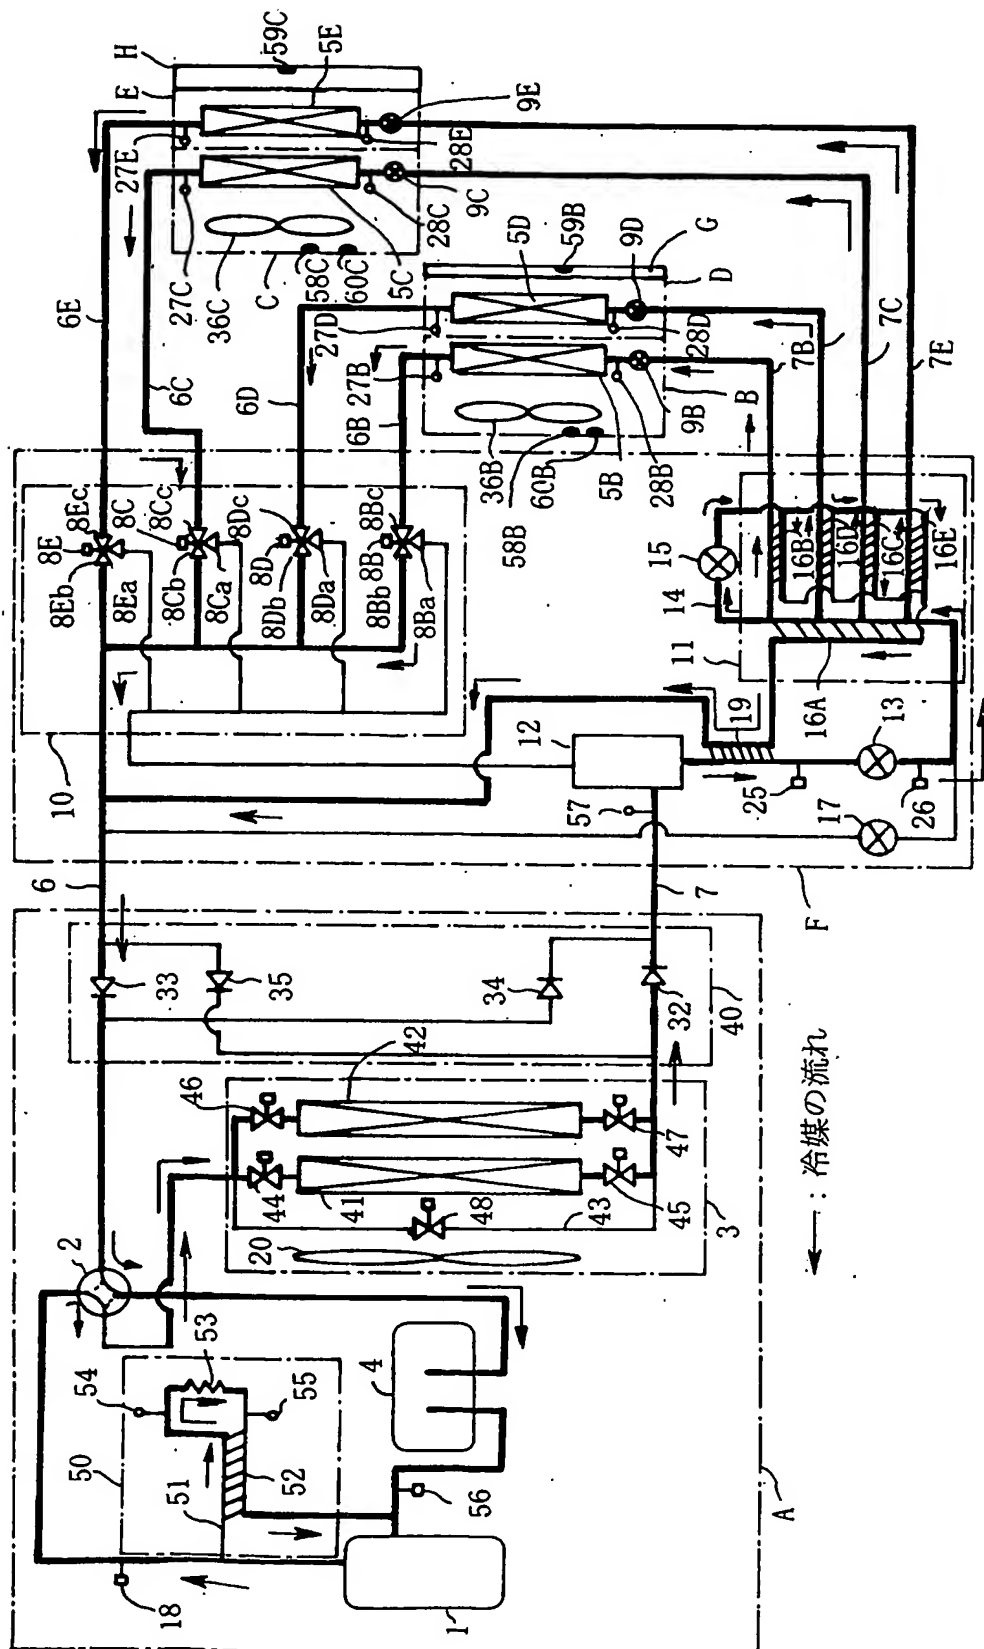 H
59C
5E
E
27E
9E
28E
9C
28C
5C
60C
58C
C
36C
27C
6E
6C
5D
59B
9D
G
D
27D
28D
7B
7C
7E
6D
27B
6B
36B
60B
58B
5B
28B
9B
B
8Ec
8E
8Eb
8Ea
8C
8Cc
8Cb
8Ca
8Dc
8D
8Db
8Da
8Bc
8B
8Bb
8Ba
15
14
16B
16D
16C
16E
11
16A
10
12
19
13
25
26
57
17
6
7
F
33
35
34
32
40
42
46
47
44
41
48
43
45
3
20
2
53
54
55
4
50
51
52
56
18
1
A
←: 冷媒の流れ